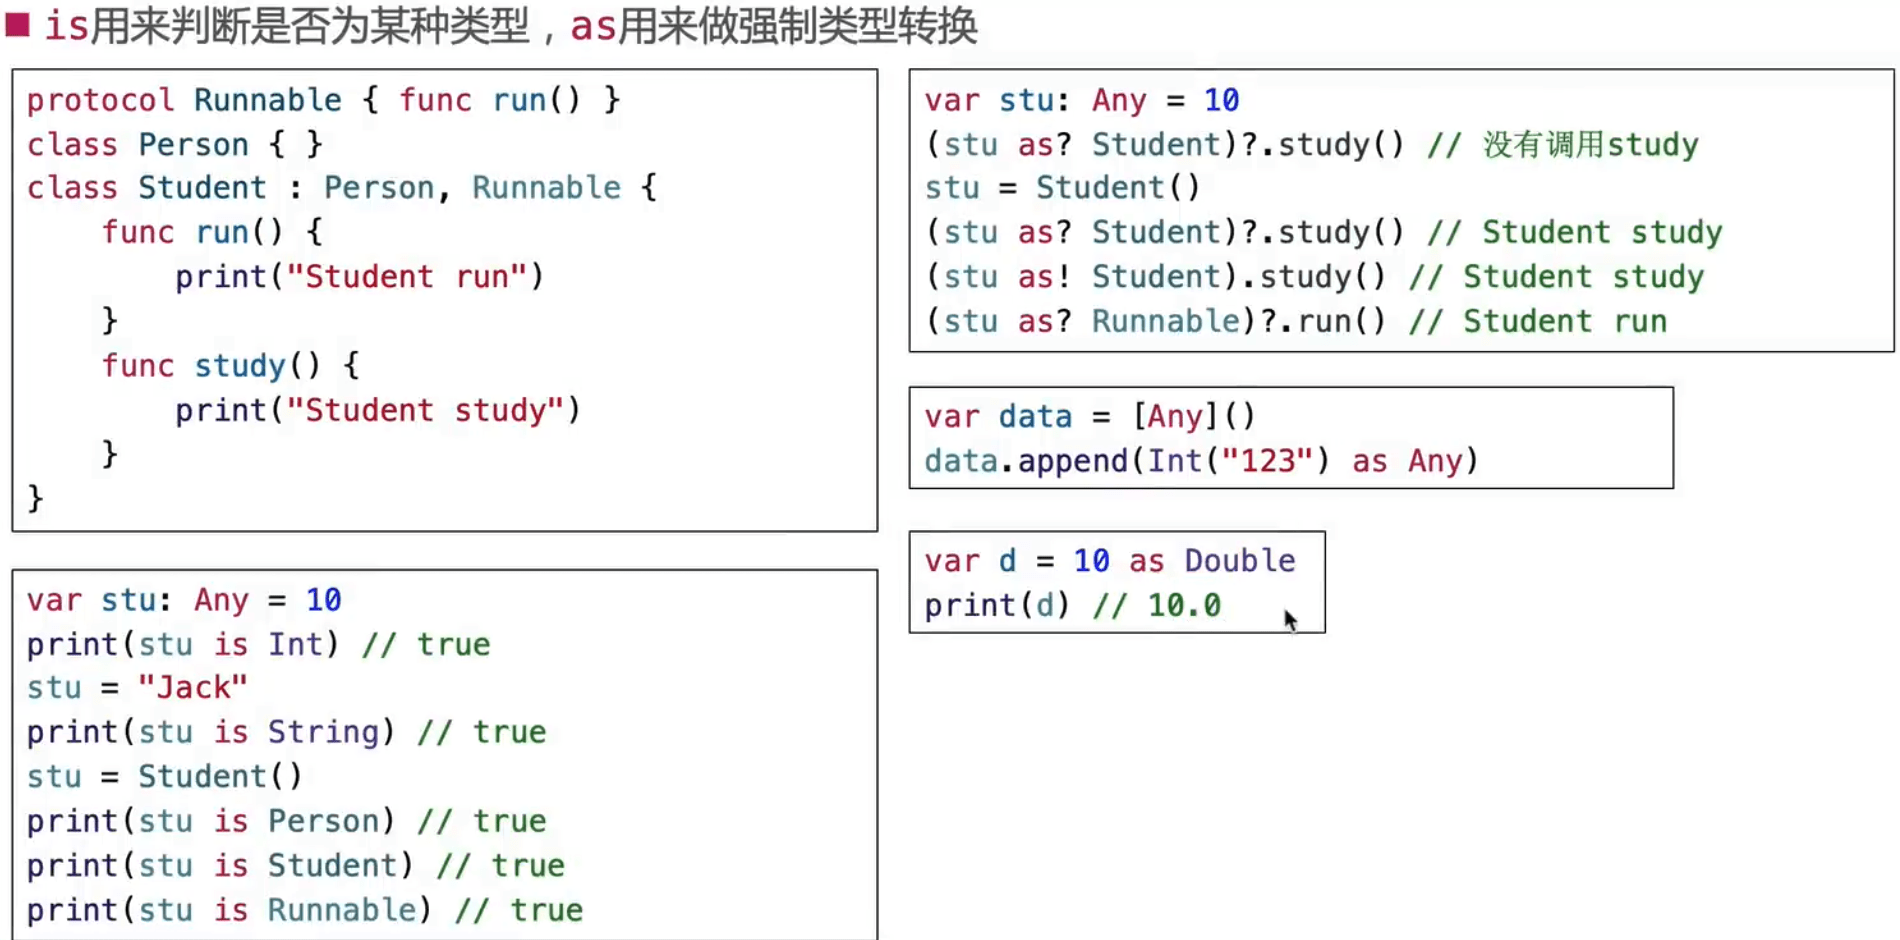 is用来判断是否为某种类型，as用来做强制类型转换
protocol Runnable { func run() }
class Person { }
class Student : Person, Runnable {
    func run() {
        print("Student run")
    }
    func study() {
        print("Student study")
    }
}
var stu: Any = 10
print(stu is Int) // true
stu = "Jack"
print(stu is String) // true
stu = Student()
print(stu is Person) // true
print(stu is Student) // true
print(stu is Runnable) // true
var stu: Any = 10
(stu as? Student)?.study() // 没有调用study
stu = Student()
(stu as? Student)?.study() // Student study
(stu as! Student).study() // Student study
(stu as? Runnable)?.run() // Student run
var data = [Any]()
data.append(Int("123") as Any)
var d = 10 as Double
print(d) // 10.0